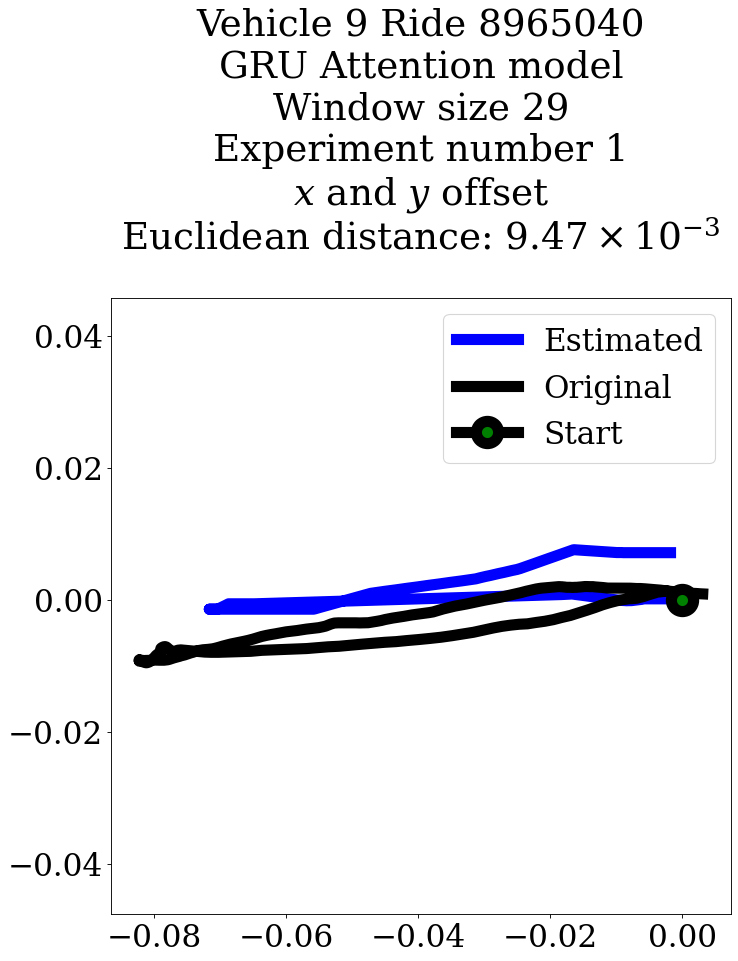 Vehicle 9 Ride 8965040
GRU Attention model
Window size 29
Experiment number 1
x and y offset
Euclidean distance: 9.47 × 10⁻³
Estimated
Original
Start
0.04
0.02
0.00
−0.02
−0.04
−0.08 −0.06 −0.04 −0.02 0.00